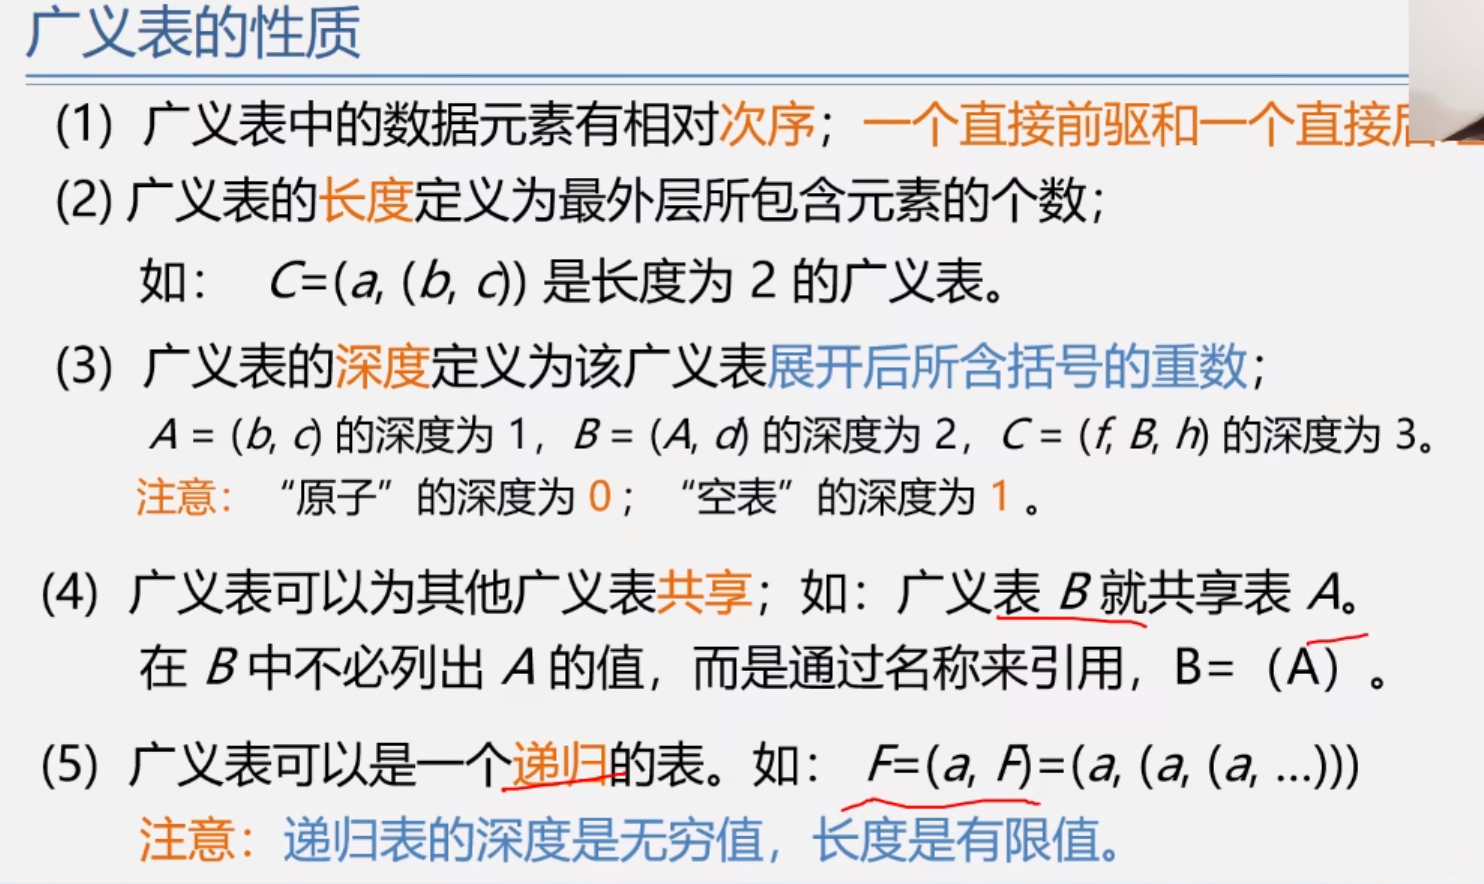 广义表的性质
(1) 广义表中的数据元素有相对次序；一个直接前驱和一个直接
(2) 广义表的长度定义为最外层所包含元素的个数；
如： C=(a, (b, c)) 是长度为 2 的广义表。
(3) 广义表的深度定义为该广义表展开后所含括号的重数；
A = (b, c) 的深度为 1，B = (A, d) 的深度为 2，C = (f, B, h) 的深度为 3。
注意： “原子”的深度为 0 ； “空表”的深度为 1 。
(4) 广义表可以为其他广义表共享；如：广义表 B 就共享表 A。
在 B 中不必列出 A 的值，而是通过名称来引用，B=（A）。
(5) 广义表可以是一个递归的表。如： F=(a, F)=(a, (a, (a, …)))
注意：递归表的深度是无穷值，长度是有限值。